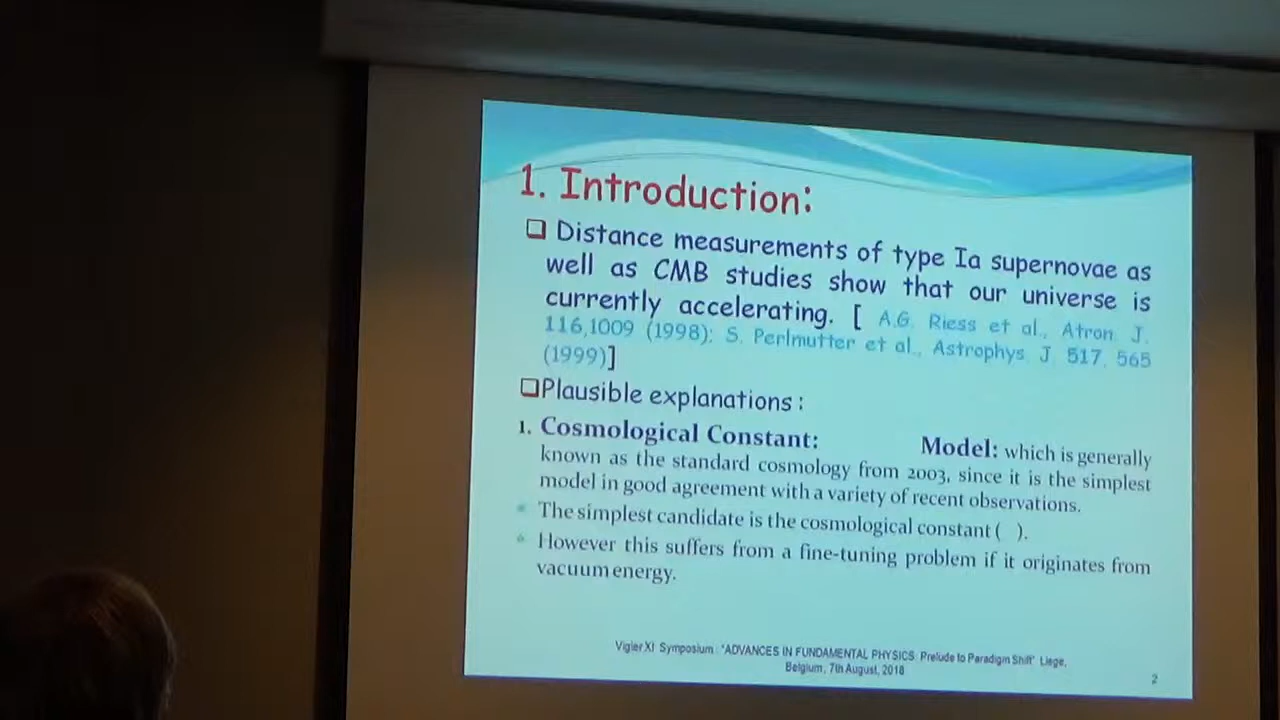 1. Introduction:
Distance measurements of type Ia supernovae as
well as CMB studies show that our universe is
currently accelerating. [ A.G. Riess et al., Atron. J.
116,1009 (1998); S. Perlmutter et al., Astrophys. J. 517, 565
(1999)]
Plausible explanations :
1. Cosmological Constant: Model: which is generally
known as the standard cosmology from 2003, since it is the simplest
model in good agreement with a variety of recent observations.
The simplest candidate is the cosmological constant ( ).
However this suffers from a fine-tuning problem if it originates from
vacuum energy.
Vigier XI Symposium : "ADVANCES IN FUNDAMENTAL PHYSICS: Prelude to Paradigm Shift" Liege,
Belgium, 7th August, 2018
2